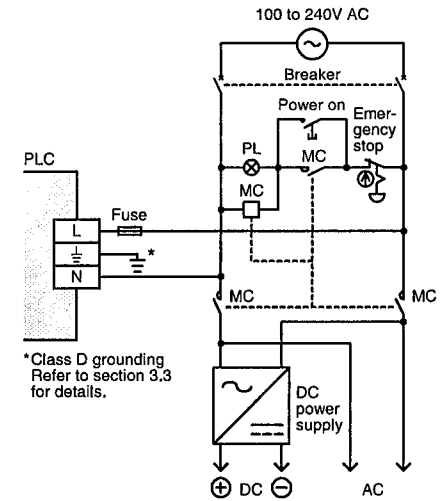 100 to 240V AC
Breaker
Power on
Emer-
gency
stop
PLC
PL
MC
MC
Fuse
L
*
N
MC
MC
*Class D grounding
Refer to section 3.3
for details.
DC
power
supply
+ DC −
AC